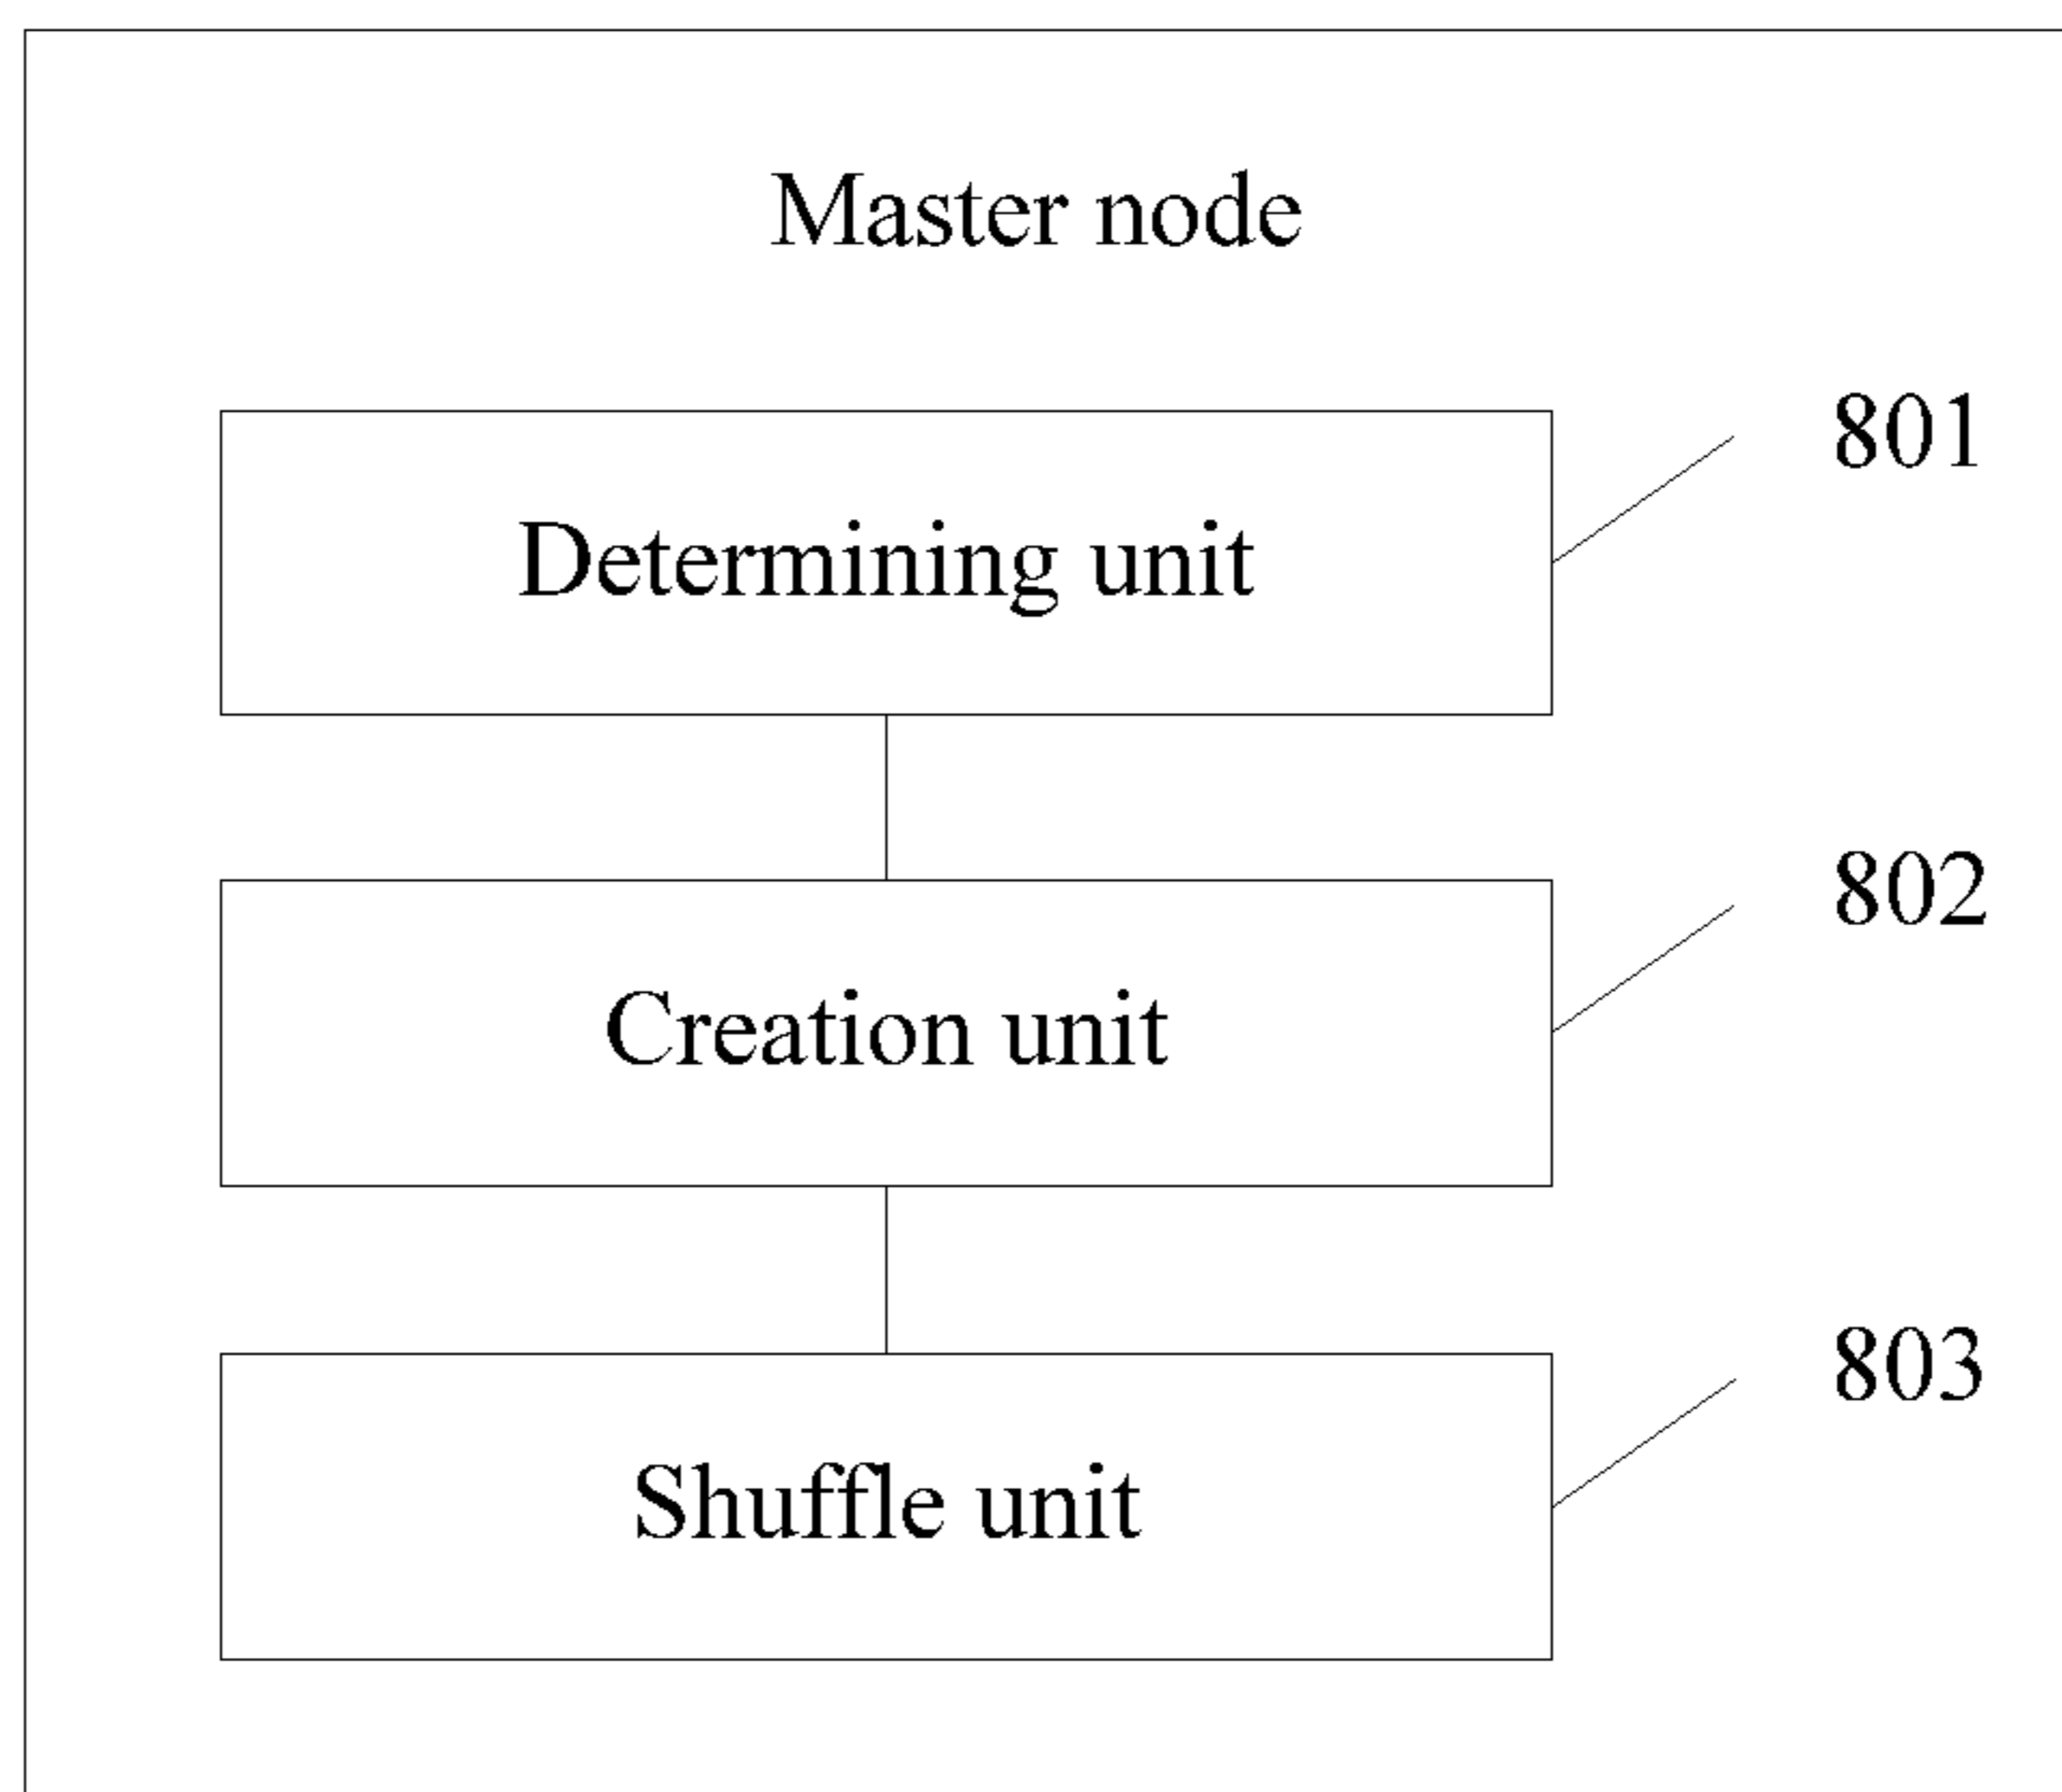 Master node
801
Determining unit
802
Creation unit
803
Shuffle unit